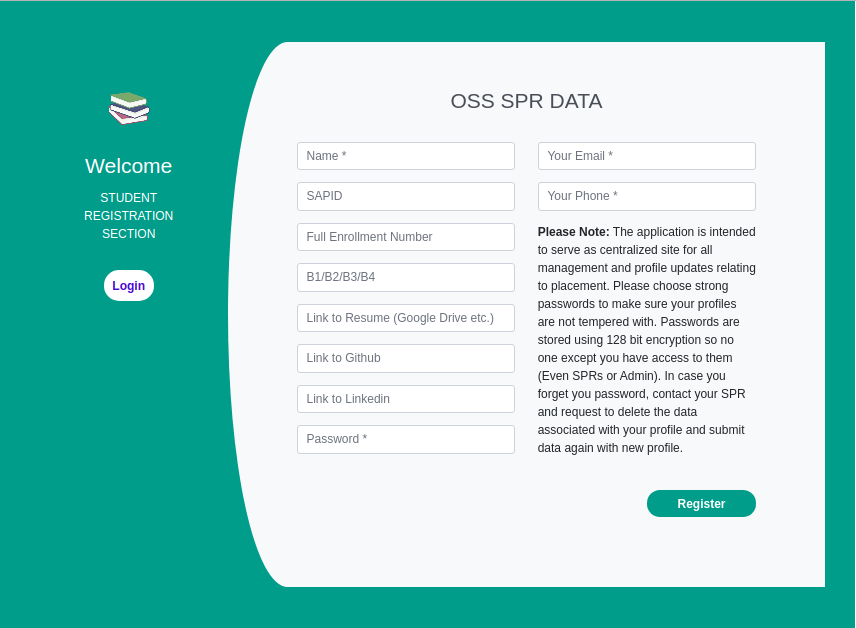 Welcome
STUDENT
REGISTRATION
SECTION
Login
OSS SPR DATA
Name *
SAPID
Full Enrollment Number
B1/B2/B3/B4
Link to Resume (Google Drive etc.)
Link to Github
Link to Linkedin
Password *
Your Email *
Your Phone *
Please Note: The application is intended
to serve as centralized site for all
management and profile updates relating
to placement. Please choose strong
passwords to make sure your profiles
are not tempered with. Passwords are
stored using 128 bit encryption so no
one except you have access to them
(Even SPRs or Admin). In case you
forget you password, contact your SPR
and request to delete the data
associated with your profile and submit
data again with new profile.
Register